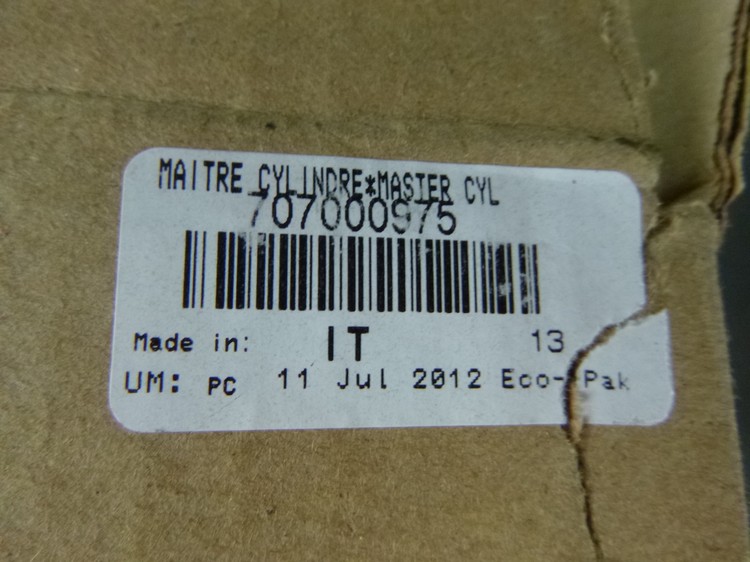 MAITRE CYLINDRE*MASTER CYL
707000975
Made in: IT 13
UM: PC 11 Jul 2012 Eco-Pak